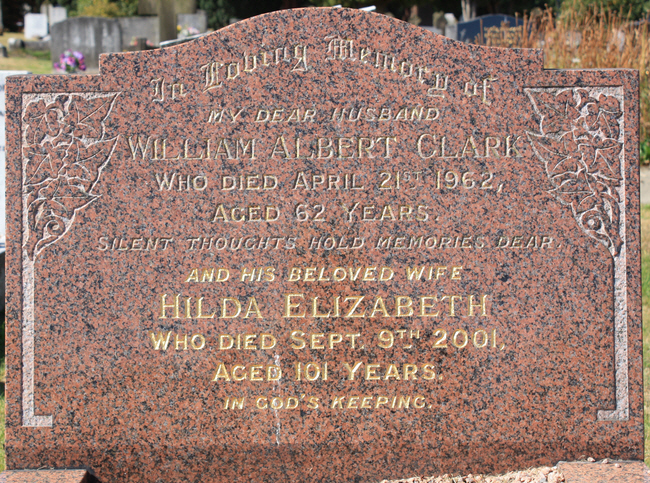 In Loving Memory of
MY DEAR HUSBAND
WILLIAM ALBERT CLARK
WHO DIED APRIL 21ST 1962,
AGED 62 YEARS.
SILENT THOUGHTS HOLD MEMORIES DEAR.
AND HIS BELOVED WIFE
HILDA ELIZABETH
WHO DIED SEPT. 9TH 2001,
AGED 101 YEARS.
IN GOD'S KEEPING.